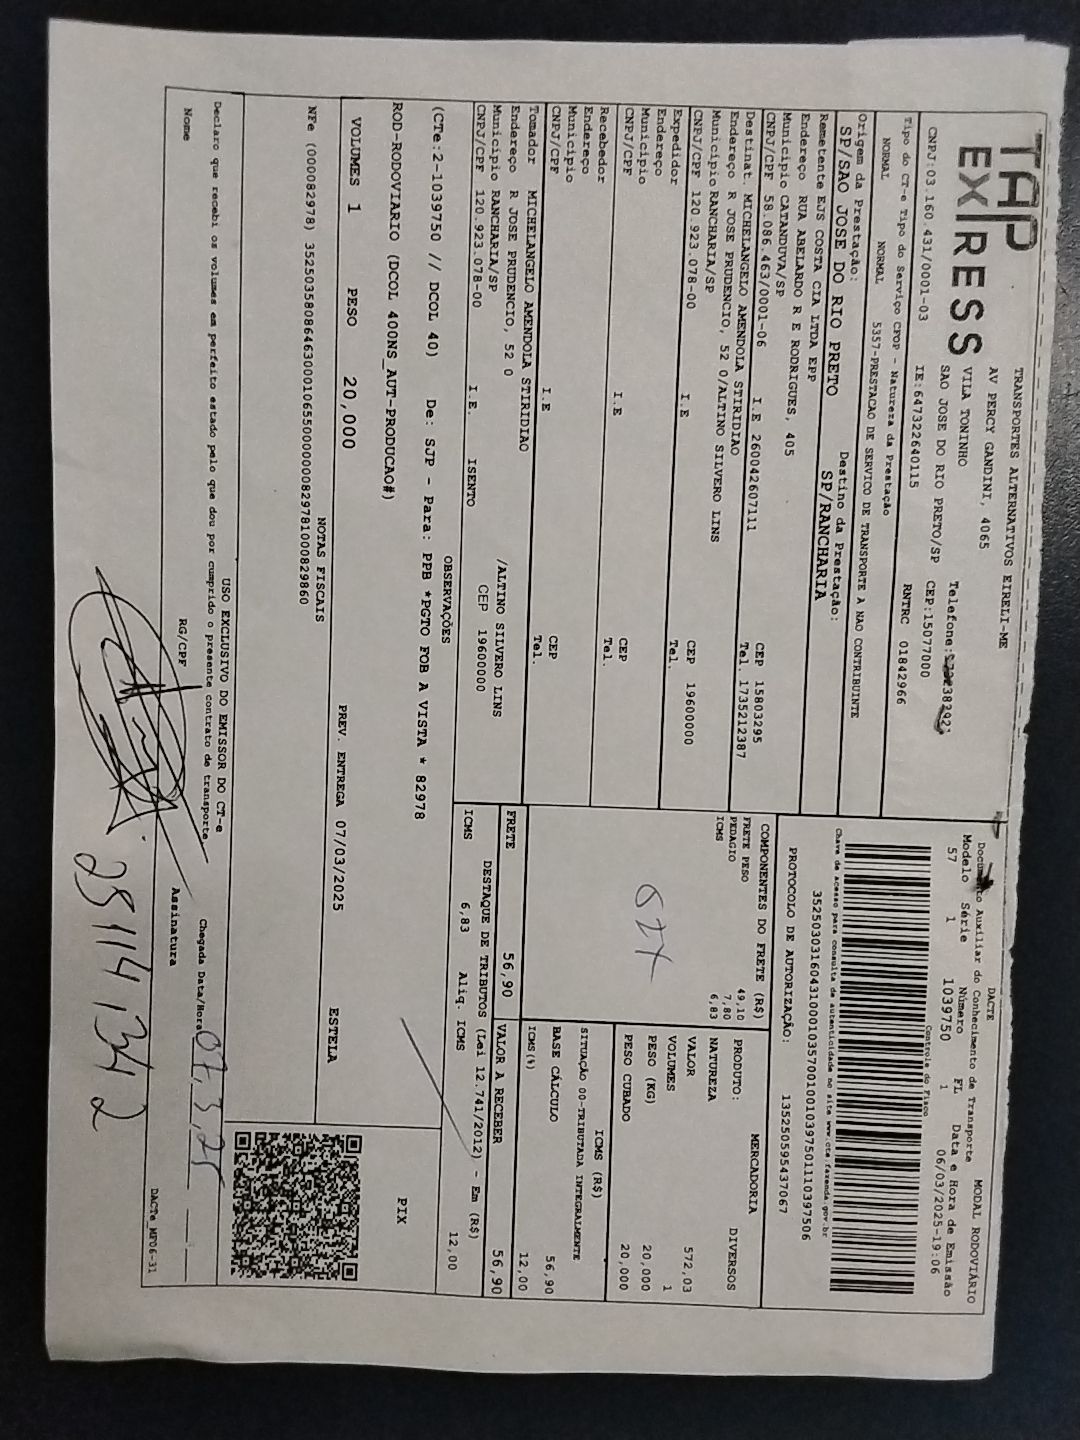 TAP
EXPRESS
TRANSPORTES ALTERNATIVOS EIRELI-ME
AV PERCY GANDINI, 4065
VILA TONINHO
SAO JOSE DO RIO PRETO/SP CEP:15077000
CNPJ:03.160.431/0001-03 IE:647322640115 RNTRC 01842966
Telefone:
DACTE MODAL RODOVIÁRIO
Documento Auxiliar do Conhecimento de Transporte
Modelo Série Número FL Data e Hora de Emissão
57 1 1039750 1 06/03/2025-19:06
Controle do Fisco
Chave de acesso para consulta de autenticidade no site www.cte.fazenda.gov.br
35250303160431000103570010010397501110397506
PROTOCOLO DE AUTORIZAÇÃO: 135250595437067
Tipo do CT-e Tipo do Serviço CFOP - Natureza da Prestação
NORMAL NORMAL 5357-PRESTACAO DE SERVICO DE TRANSPORTE A NAO CONTRIBUINTE
Origem da Prestação: Destino da Prestação:
SP/SAO JOSE DO RIO PRETO SP/RANCHARIA
Remetente EJS COSTA CIA LTDA EPP
Endereço RUA ABELARDO R E RODRIGUES, 405
Município CATANDUVA/SP CEP 15803295
CNPJ/CPF 58.086.463/0001-06 I.E 260042607111 Tel. 1735212387
Destinat. MICHELANGELO AMENDOLA STIRIDIAO
Endereço R JOSE PRUDENCIO, 52 0/ALTINO SILVERO LINS
Município RANCHARIA/SP CEP 19600000
CNPJ/CPF 120.923.078-00 I.E Tel.
Expedidor
Endereço
Município CEP
CNPJ/CPF I.E Tel.
Recebedor
Endereço
Município CEP
CNPJ/CPF I.E Tel.
Tomador MICHELANGELO AMENDOLA STIRIDIAO
Endereço R JOSE PRUDENCIO, 52 0 /ALTINO SILVERO LINS
Município RANCHARIA/SP CEP 19600000
CNPJ/CPF 120.923.078-00 I.E. ISENTO
COMPONENTES DO FRETE (R$)
FRETE PESO 49,10
PEDAGIO 7,80
ICMS 6,83
FRETE 56,90
MERCADORIA
PRODUTO: DIVERSOS
NATUREZA
VALOR 572,03
VOLUMES 1
PESO (KG) 20,000
PESO CUBADO 20,000
ICMS (R$)
SITUAÇÃO 00-TRIBUTADA INTEGRALMENTE
BASE CÁLCULO 56,90
ICMS(%) 12,00
VALOR A RECEBER 56,90
DESTAQUE DE TRIBUTOS (Lei 12.741/2012) - Em (R$)
ICMS 6,83 Aliq. ICMS 12,00
OBSERVAÇÕES
(CTe:2-1039750 // DCOL 40) De: SJP - Para: PPB *PGTO FOB A VISTA * 82978
ROD-RODOVIARIO (DCOL 400NS_AUT-PRODUCAO#)
PIX
VOLUMES 1 PESO 20,000 PREV. ENTREGA 07/03/2025 ESTELA
NOTAS FISCAIS
NFe (000082978) 35250358086463000106550000000829781000829860
USO EXCLUSIVO DO EMISSOR DO CT-e
Declaro que recebi os volumes em perfeito estado pelo que dou por cumprido o presente contrato de transporte
Chegada Data/Hora 07,3,25
Nome RG/CPF Assinatura
DACTe MF06-31